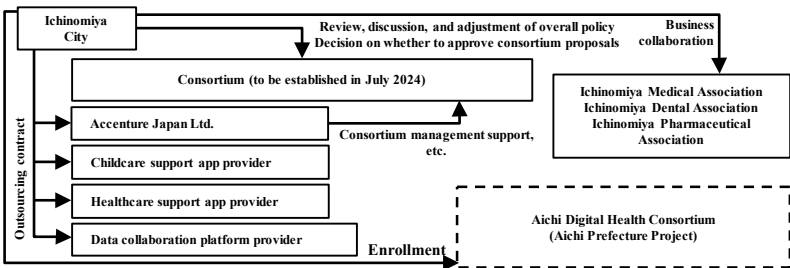 Ichinomiya
City
Review, discussion, and adjustment of overall policy
Decision on whether to approve consortium proposals
Business
collaboration
Consortium (to be established in July 2024)
Ichinomiya Medical Association
Ichinomiya Dental Association
Ichinomiya Pharmaceutical
Association
Outsourcing contract
Accenture Japan Ltd.
Consortium management support,
etc.
Childcare support app provider
Healthcare support app provider
Data collaboration platform provider
Enrollment
Aichi Digital Health Consortium
(Aichi Prefecture Project)